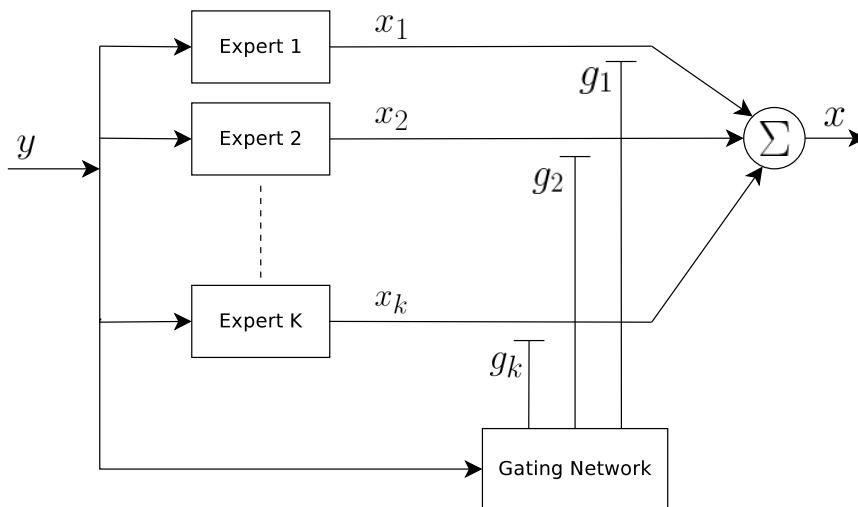 x₁
Expert 1
g₁
x₂
Expert 2
x
∑
y
g₂
xₖ
Expert K
gₖ
Gating Network